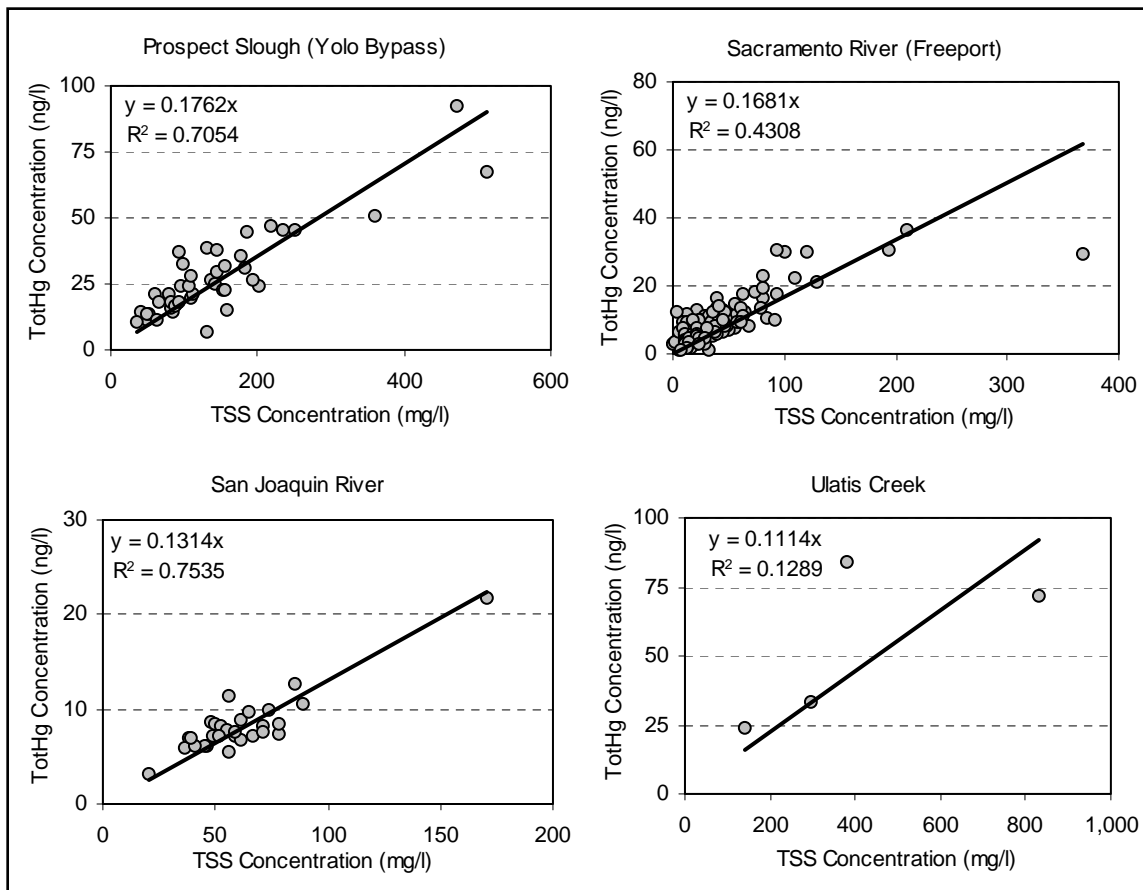 Prospect Slough (Yolo Bypass)
y = 0.1762x
R² = 0.7054
TotHg Concentration (ng/l)
100
75
50
25
0
0 200 400 600
TSS Concentration (mg/l)
Sacramento River (Freeport)
y = 0.1681x
R² = 0.4308
TotHg Concentration (ng/l)
80
60
40
20
0
0 100 200 300 400
TSS Concentration (mg/l)
San Joaquin River
y = 0.1314x
R² = 0.7535
TotHg Concentration (ng/l)
30
20
10
0
0 50 100 150 200
TSS Concentration (mg/l)
Ulatis Creek
y = 0.1114x
R² = 0.1289
TotHg Concentration (ng/l)
100
75
50
25
0
0 200 400 600 800 1,000
TSS Concentration (mg/l)